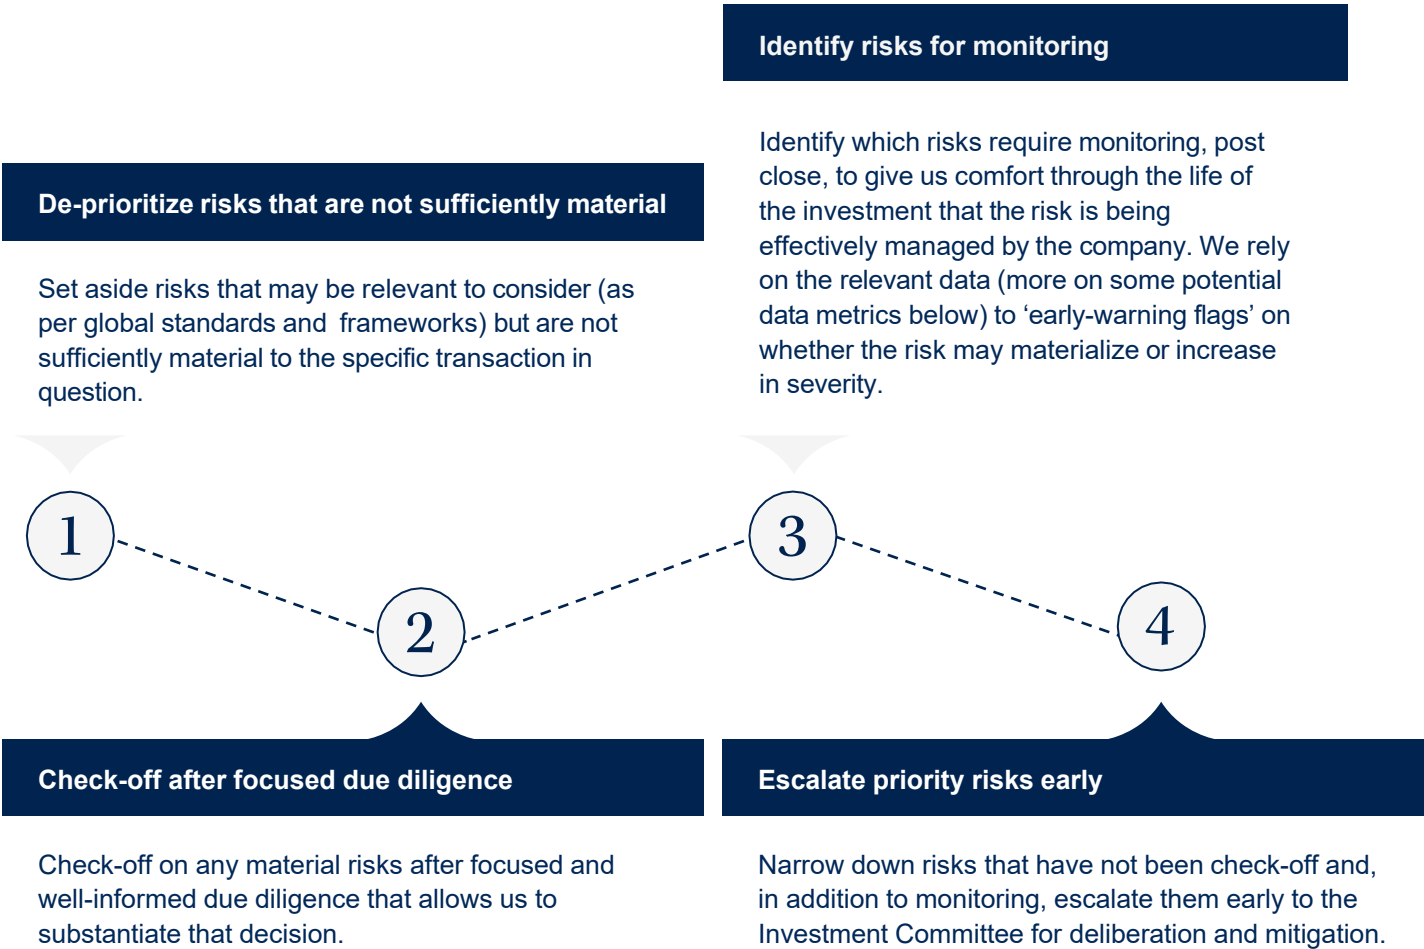 De-prioritize risks that are not sufficiently material
Set aside risks that may be relevant to consider (as
per global standards and frameworks) but are not
sufficiently material to the specific transaction in
question.
1
Check-off after focused due diligence
Check-off on any material risks after focused and
well-informed due diligence that allows us to
substantiate that decision.
2
Identify risks for monitoring
Identify which risks require monitoring, post
close, to give us comfort through the life of
the investment that the risk is being
effectively managed by the company. We rely
on the relevant data (more on some potential
data metrics below) to ‘early-warning flags’ on
whether the risk may materialize or increase
in severity.
3
4
Escalate priority risks early
Narrow down risks that have not been check-off and,
in addition to monitoring, escalate them early to the
Investment Committee for deliberation and mitigation.